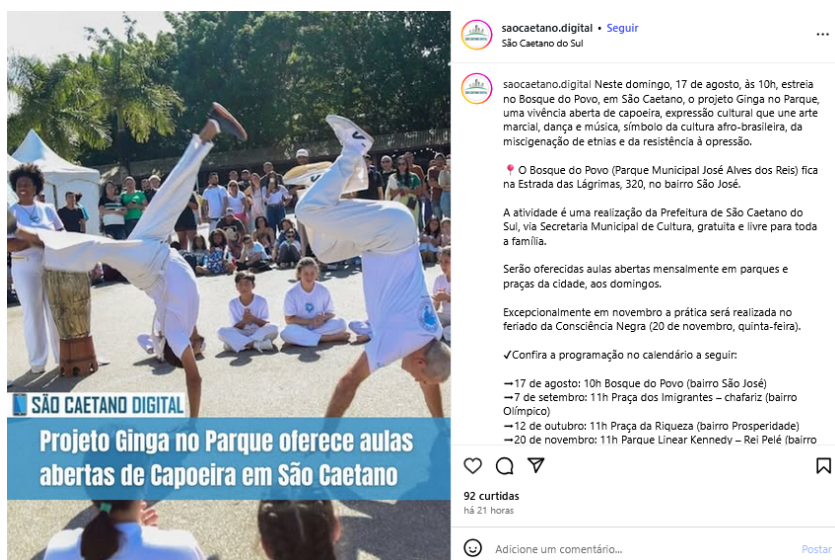 SÃO CAETANO DIGITAL
Projeto Ginga no Parque oferece aulas
abertas de Capoeira em São Caetano
saocaetano.digital • Seguir
São Caetano do Sul
saocaetano.digital Neste domingo, 17 de agosto, às 10h, estreia
no Bosque do Povo, em São Caetano, o projeto Ginga no Parque,
uma vivência aberta de capoeira, expressão cultural que une arte
marcial, dança e música, símbolo da cultura afro-brasileira, da
miscigenação de etnias e da resistência à opressão.
📍 O Bosque do Povo (Parque Municipal José Alves dos Reis) fica
na Estrada das Lágrimas, 320, no bairro São José.
A atividade é uma realização da Prefeitura de São Caetano do
Sul, via Secretaria Municipal de Cultura, gratuita e livre para toda
a família.
Serão oferecidas aulas abertas mensalmente em parques e
praças da cidade, aos domingos.
Excepcionalmente em novembro a prática será realizada no
feriado da Consciência Negra (20 de novembro, quinta-feira).
✓Confira a programação no calendário a seguir:
→17 de agosto: 10h Bosque do Povo (bairro São José)
→7 de setembro: 11h Praça dos Imigrantes – chafariz (bairro
Olímpico)
→12 de outubro: 11h Praça da Riqueza (bairro Prosperidade)
→20 de novembro: 11h Parque Linear Kennedy – Rei Pelé (bairro
92 curtidas
há 21 horas
Adicione um comentário...
Postar